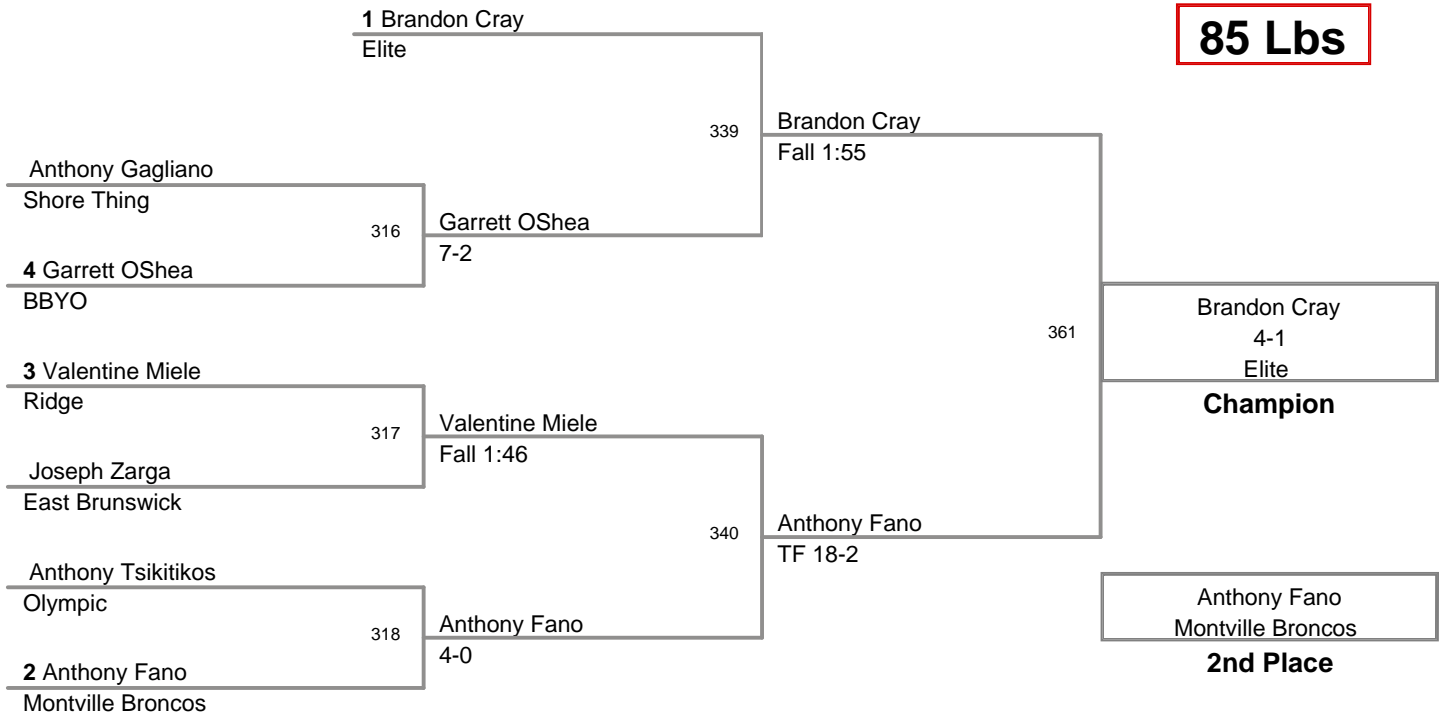 1 Brandon Cray
Elite
85 Lbs
339
Brandon Cray
Fall 1:55
Anthony Gagliano
Shore Thing
316
Garrett OShea
7-2
4 Garrett OShea
BBYO
361
Brandon Cray
4-1
Elite
Champion
3 Valentine Miele
Ridge
317
Valentine Miele
Fall 1:46
Joseph Zarga
East Brunswick
340
Anthony Fano
TF 18-2
Anthony Tsikitikos
Olympic
318
Anthony Fano
4-0
2 Anthony Fano
Montville Broncos
Anthony Fano
Montville Broncos
2nd Place